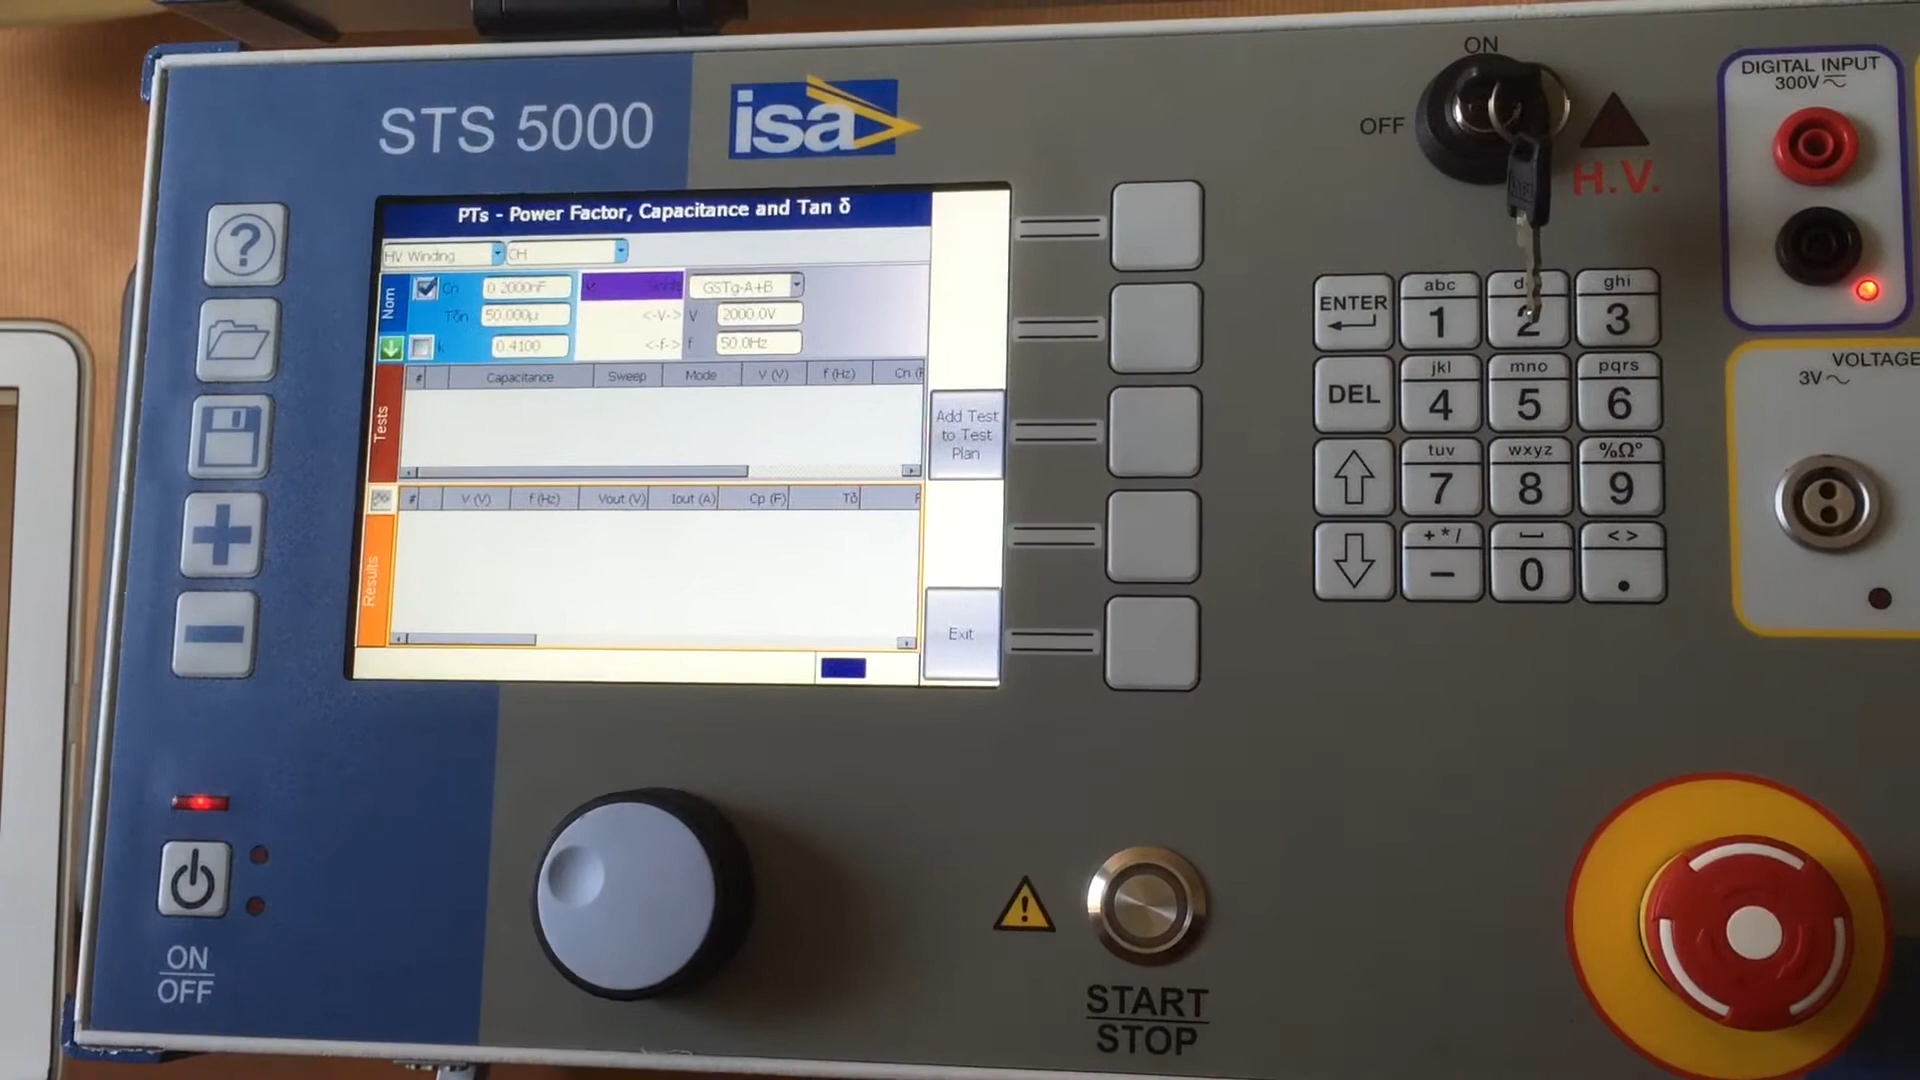 STS 5000
isa
PTs - Power Factor, Capacitance and Tan δ
HV Winding
CH
Nom
Cn
0.2000nF
GSTg-A+B
Tδn
50.000μ
<-V->
V
2000.0V
k
0.4100
<-f->
f
50.0Hz
Tests
#
Capacitance
Sweep
Mode
V (V)
f (Hz)
Cn (F
Add Test
to Test
Plan
Results
#
V (V)
f (Hz)
Vout (V)
Iout (A)
Cp (F)
Tδ
Exit
ON
OFF
H.V.
DIGITAL INPUT
300V
ENTER
abc
1
2
ghi
3
DEL
jkl
4
mno
5
pqrs
6
tuv
7
wxyz
8
%Ω°
9
+ * /
–
0
< >
.
VOLTAGE
3V
ON
OFF
START
STOP